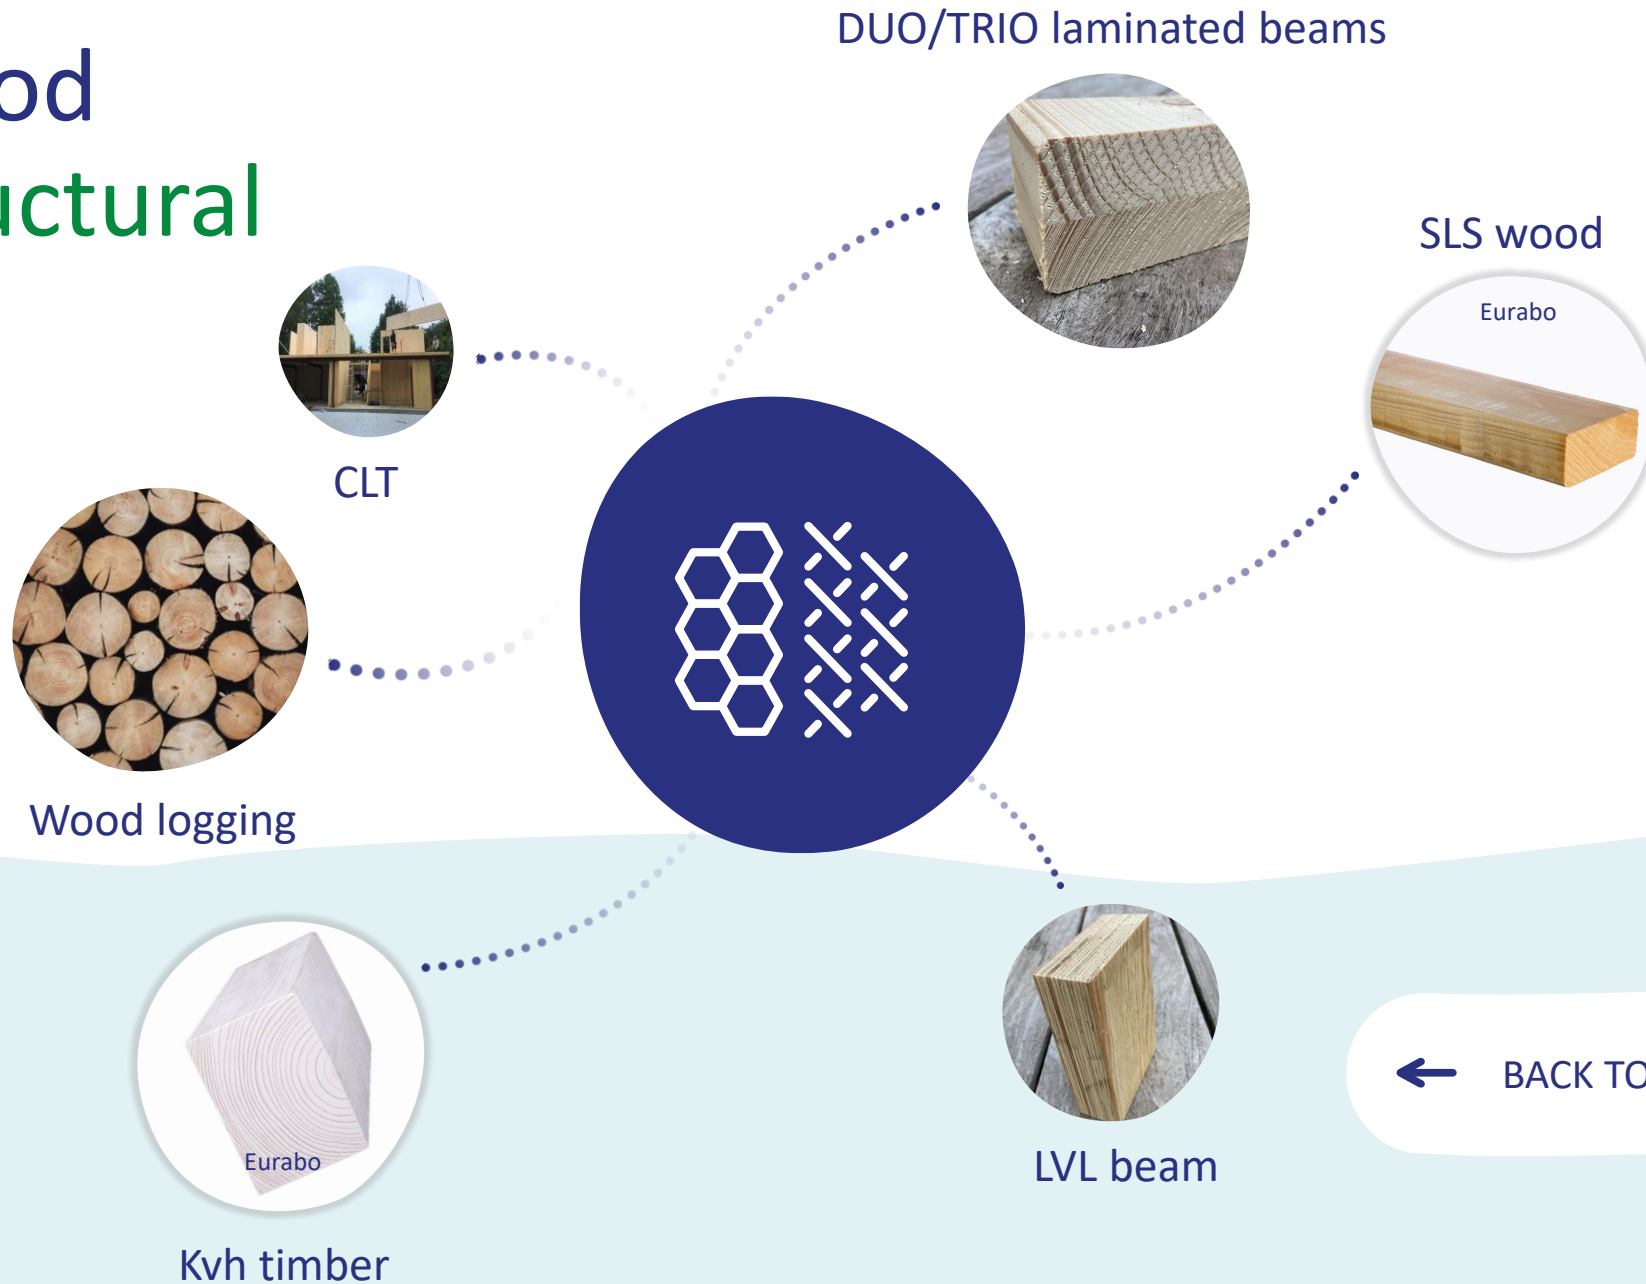 od
uctural
DUO/TRIO laminated beams
SLS wood
Eurabo
CLT
Wood logging
Eurabo
Kvh timber
LVL beam
BACK TO